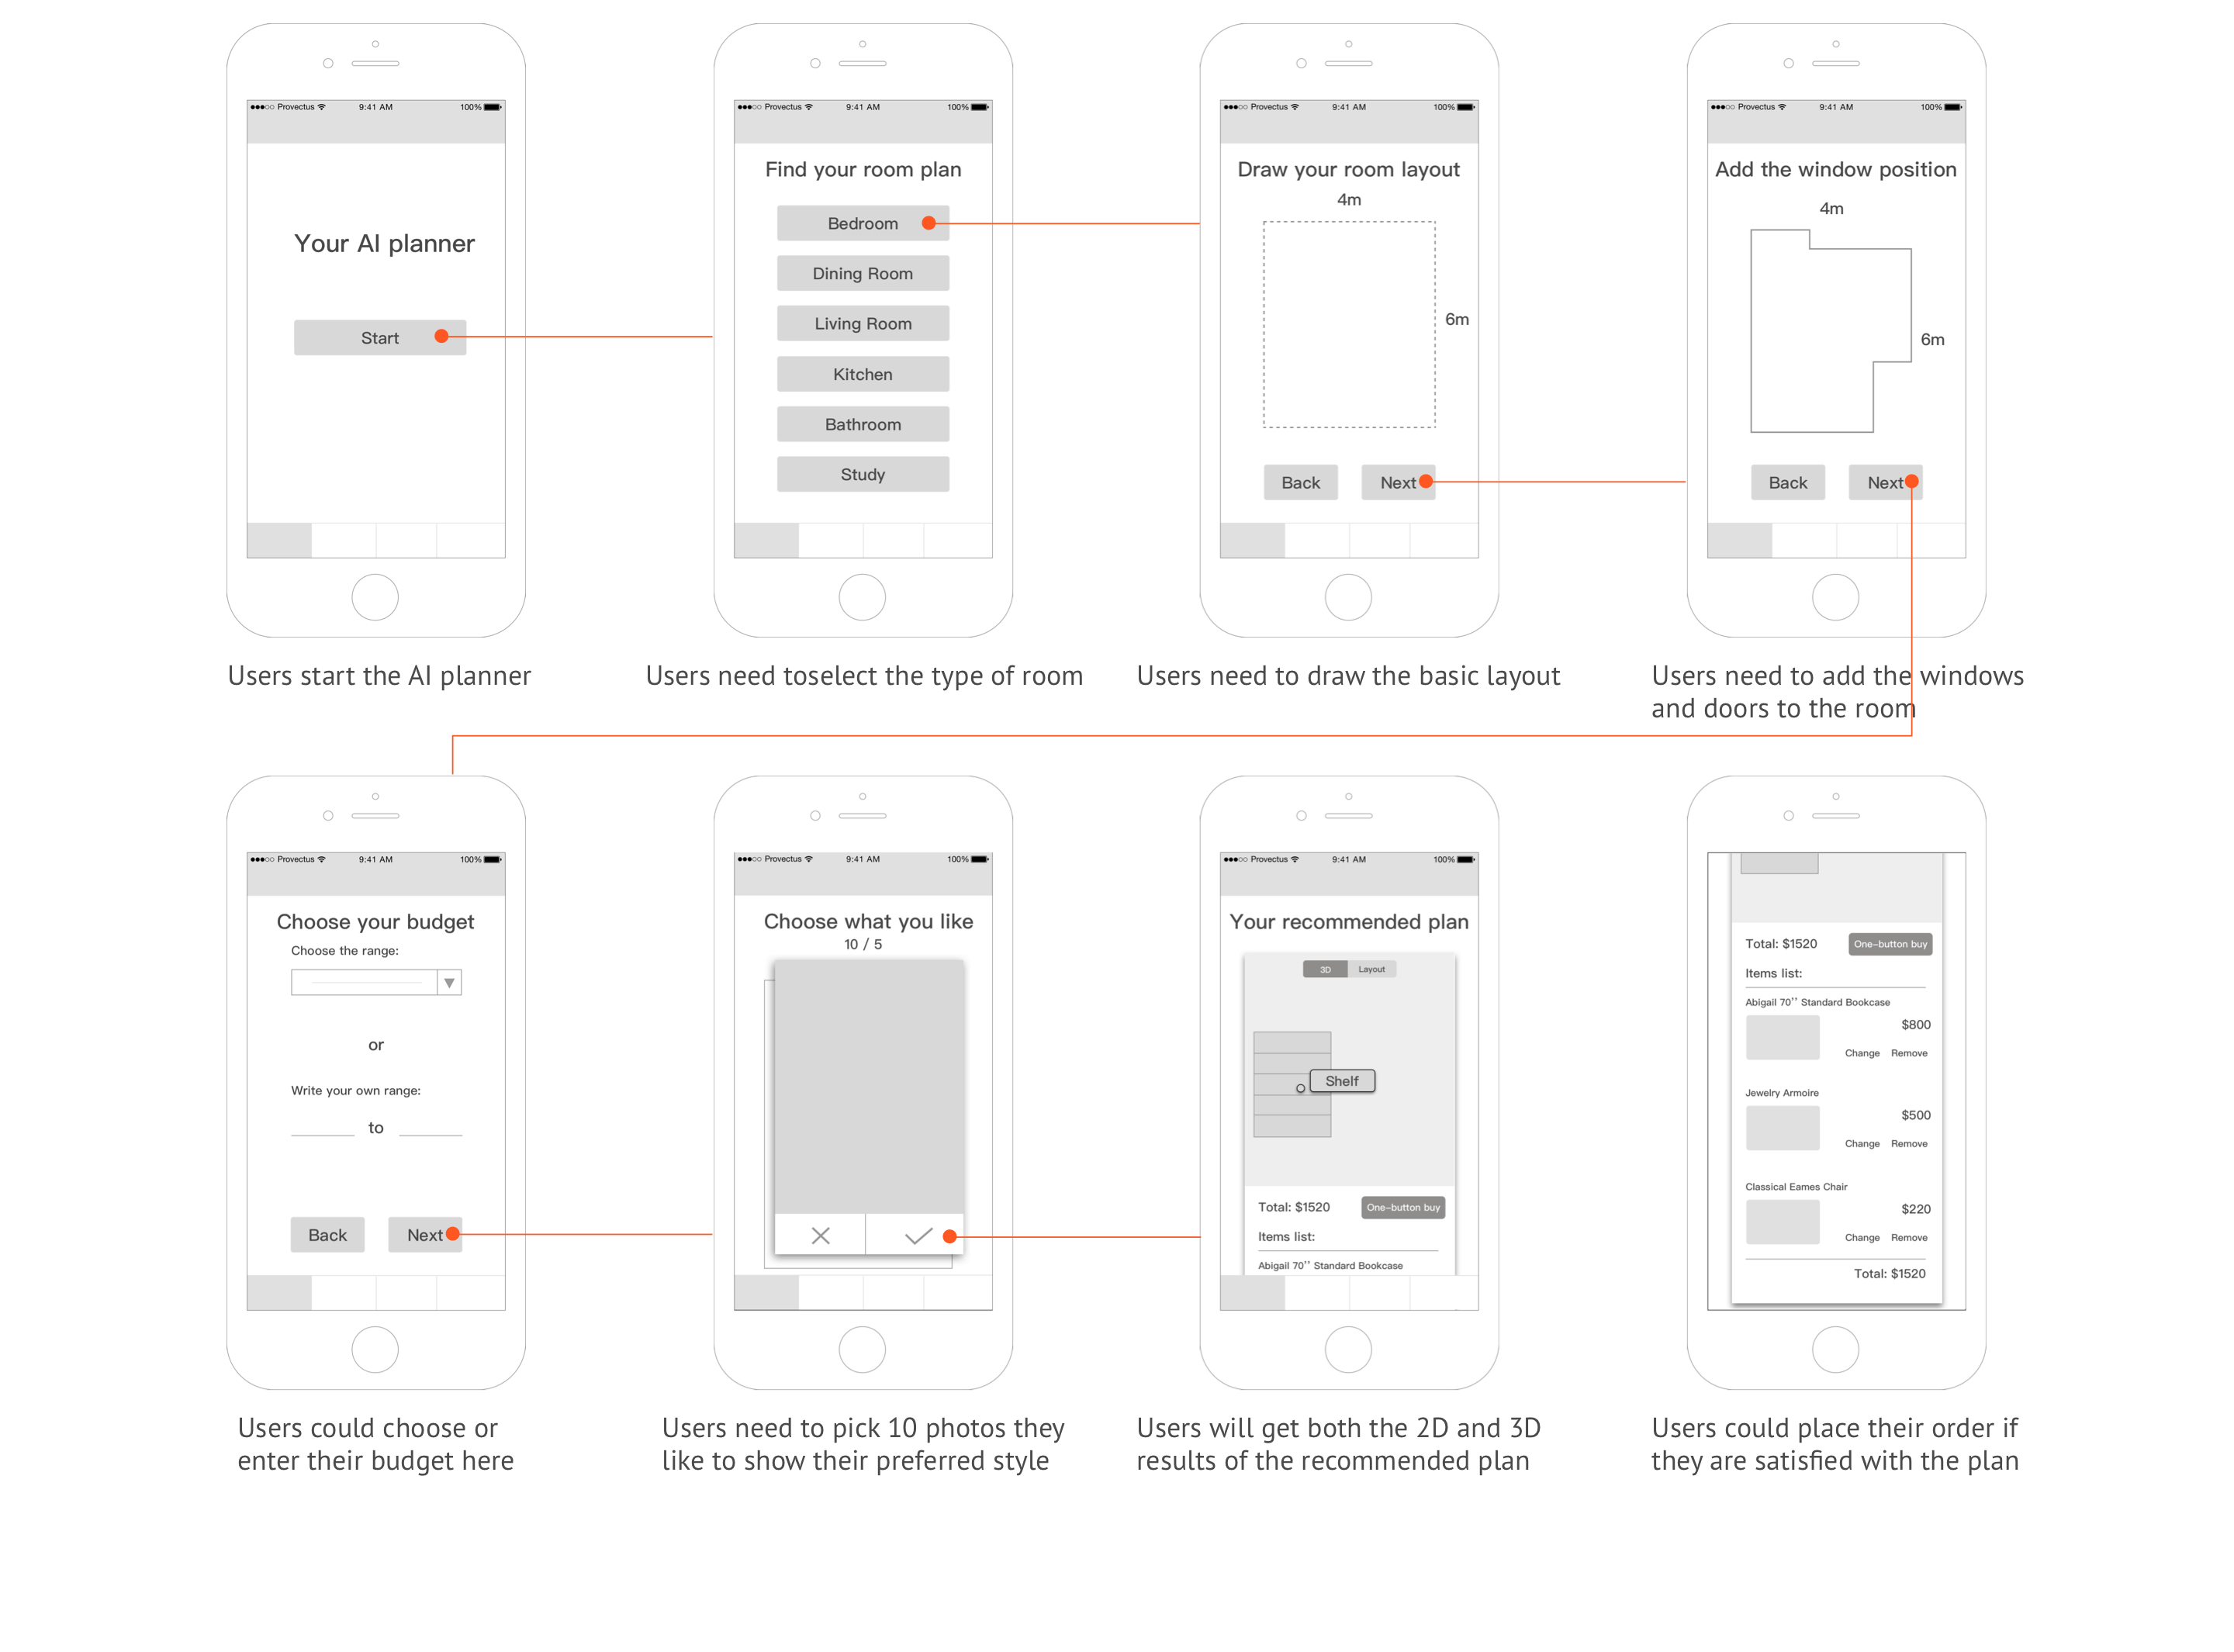 Provectus 9:41 AM 100%
Your AI planner
Start
Users start the AI planner
Provectus 9:41 AM 100%
Find your room plan
Bedroom
Dining Room
Living Room
Kitchen
Bathroom
Study
Users need toselect the type of room
Provectus 9:41 AM 100%
Draw your room layout
4m
6m
Back Next
Users need to draw the basic layout
Provectus 9:41 AM 100%
Add the window position
4m
6m
Back Next
Users need to add the windows
and doors to the room
Provectus 9:41 AM 100%
Choose your budget
Choose the range:
or
Write your own range:
to
Back Next
Users could choose or
enter their budget here
Provectus 9:41 AM 100%
Choose what you like
10 / 5
Users need to pick 10 photos they
like to show their preferred style
Provectus 9:41 AM 100%
Your recommended plan
3D Layout
Shelf
Total: $1520 One-button buy
Items list:
Abigail 70'' Standard Bookcase
Users will get both the 2D and 3D
results of the recommended plan
Total: $1520 One-button buy
Items list:
Abigail 70'' Standard Bookcase
$800
Change Remove
Jewelry Armoire
$500
Change Remove
Classical Eames Chair
$220
Change Remove
Total: $1520
Users could place their order if
they are satisfied with the plan